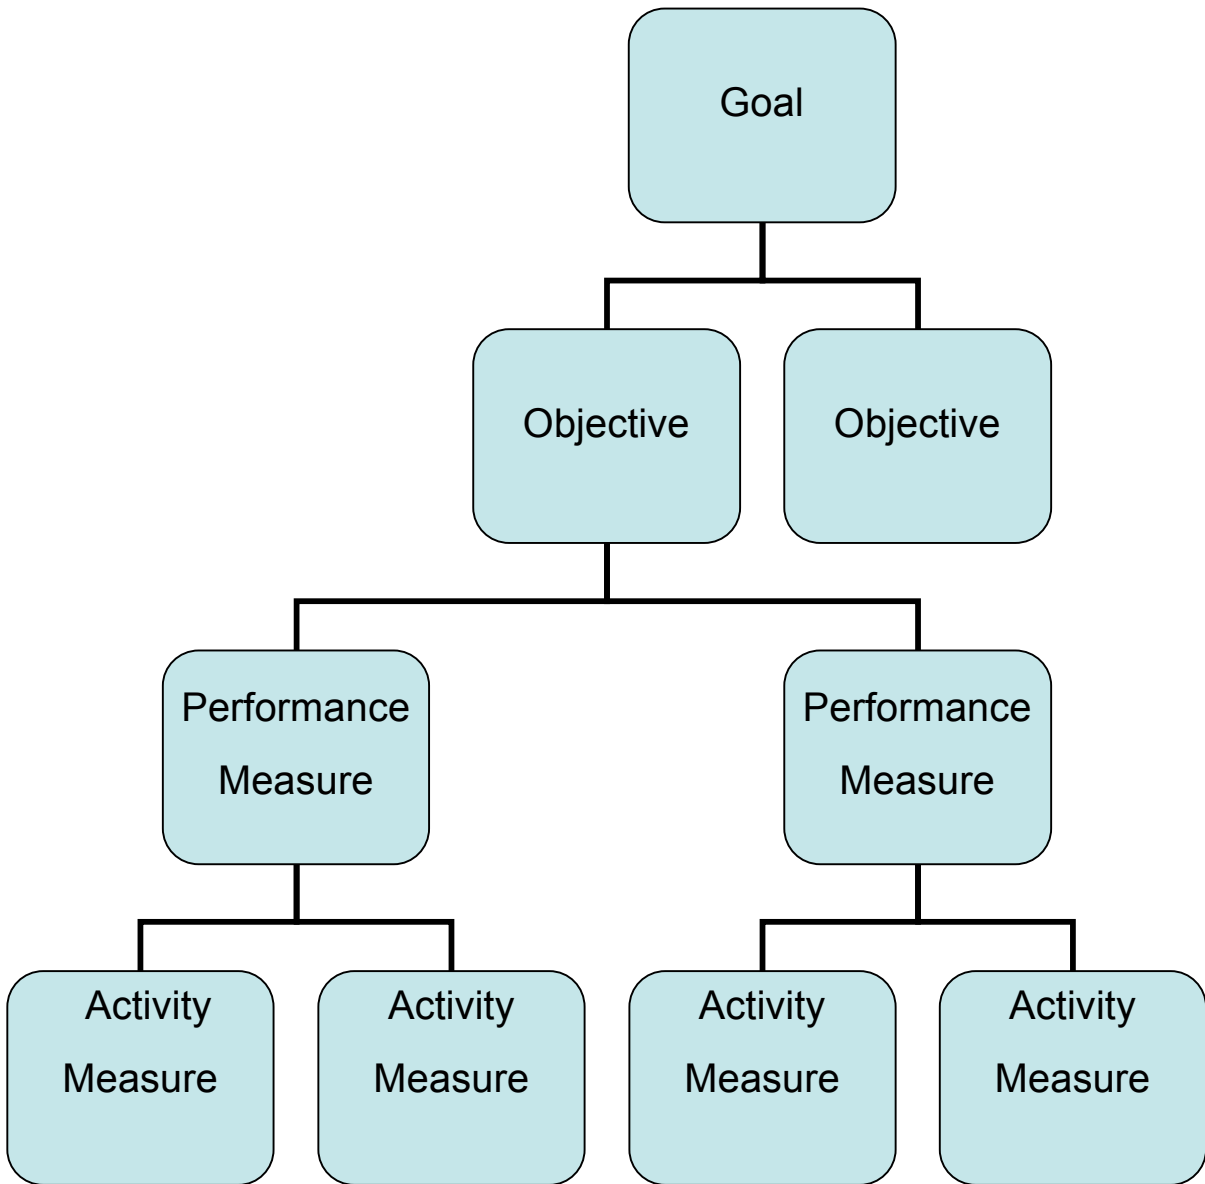 Goal
Objective
Objective
Performance
Measure
Performance
Measure
Activity
Measure
Activity
Measure
Activity
Measure
Activity
Measure